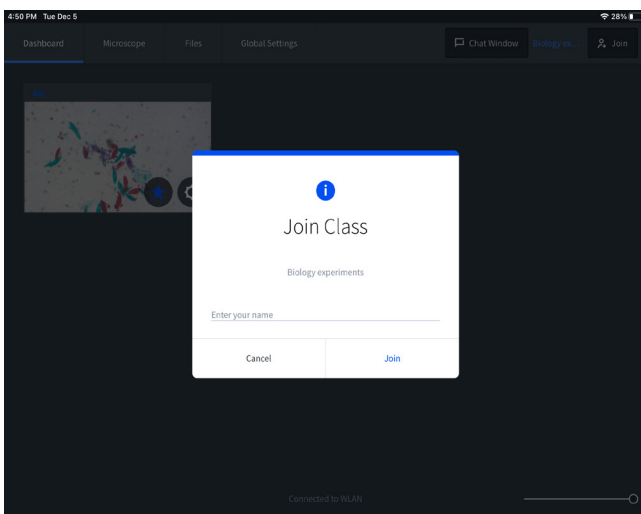 4:50 PM Tue Dec 5
28%
Dashboard Microscope Files Global Settings Chat Window Biology ex... Join
Join Class
Biology experiments
Enter your name
Cancel Join
Connected to WLAN